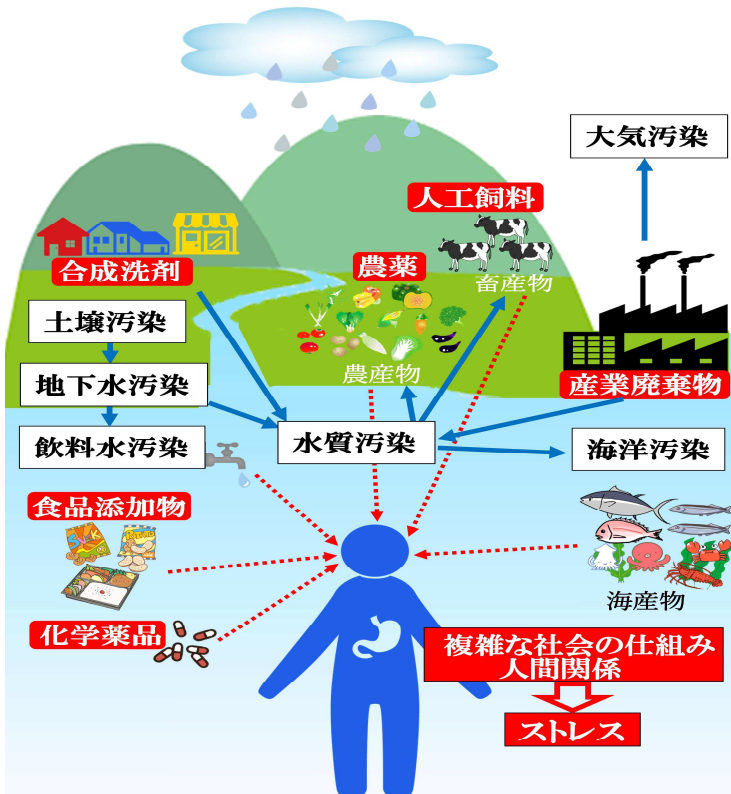 大気汚染
人工飼料
合成洗剤
農薬
畜産物
土壌汚染
農産物
地下水汚染
産業廃棄物
飲料水汚染
水質汚染
海洋汚染
食品添加物
海産物
化学薬品
複雑な社会の仕組み
人間関係
ストレス